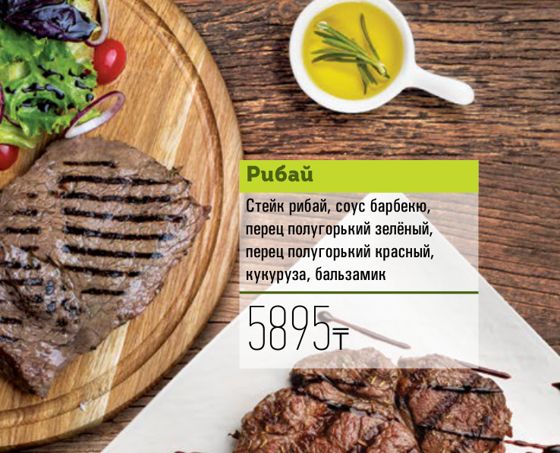 Рибай
Стейк рибай, соус барбекю,
перец полугорький зелёный,
перец полугорький красный,
кукуруза, бальзамик
5895₸